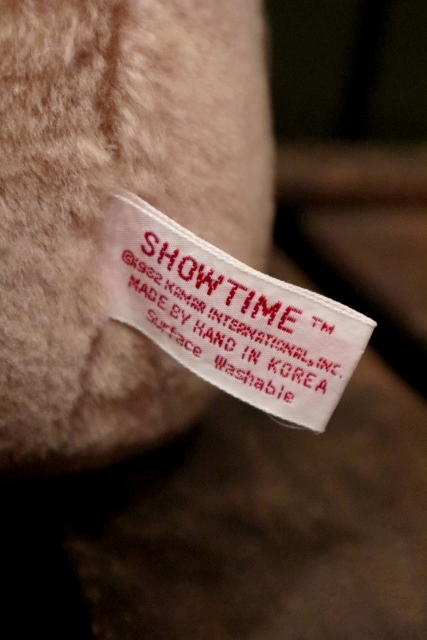 SHOWTIME™
©1982 KAMAR INTERNATIONAL, INC.
MADE BY HAND IN KOREA
Surface Washable